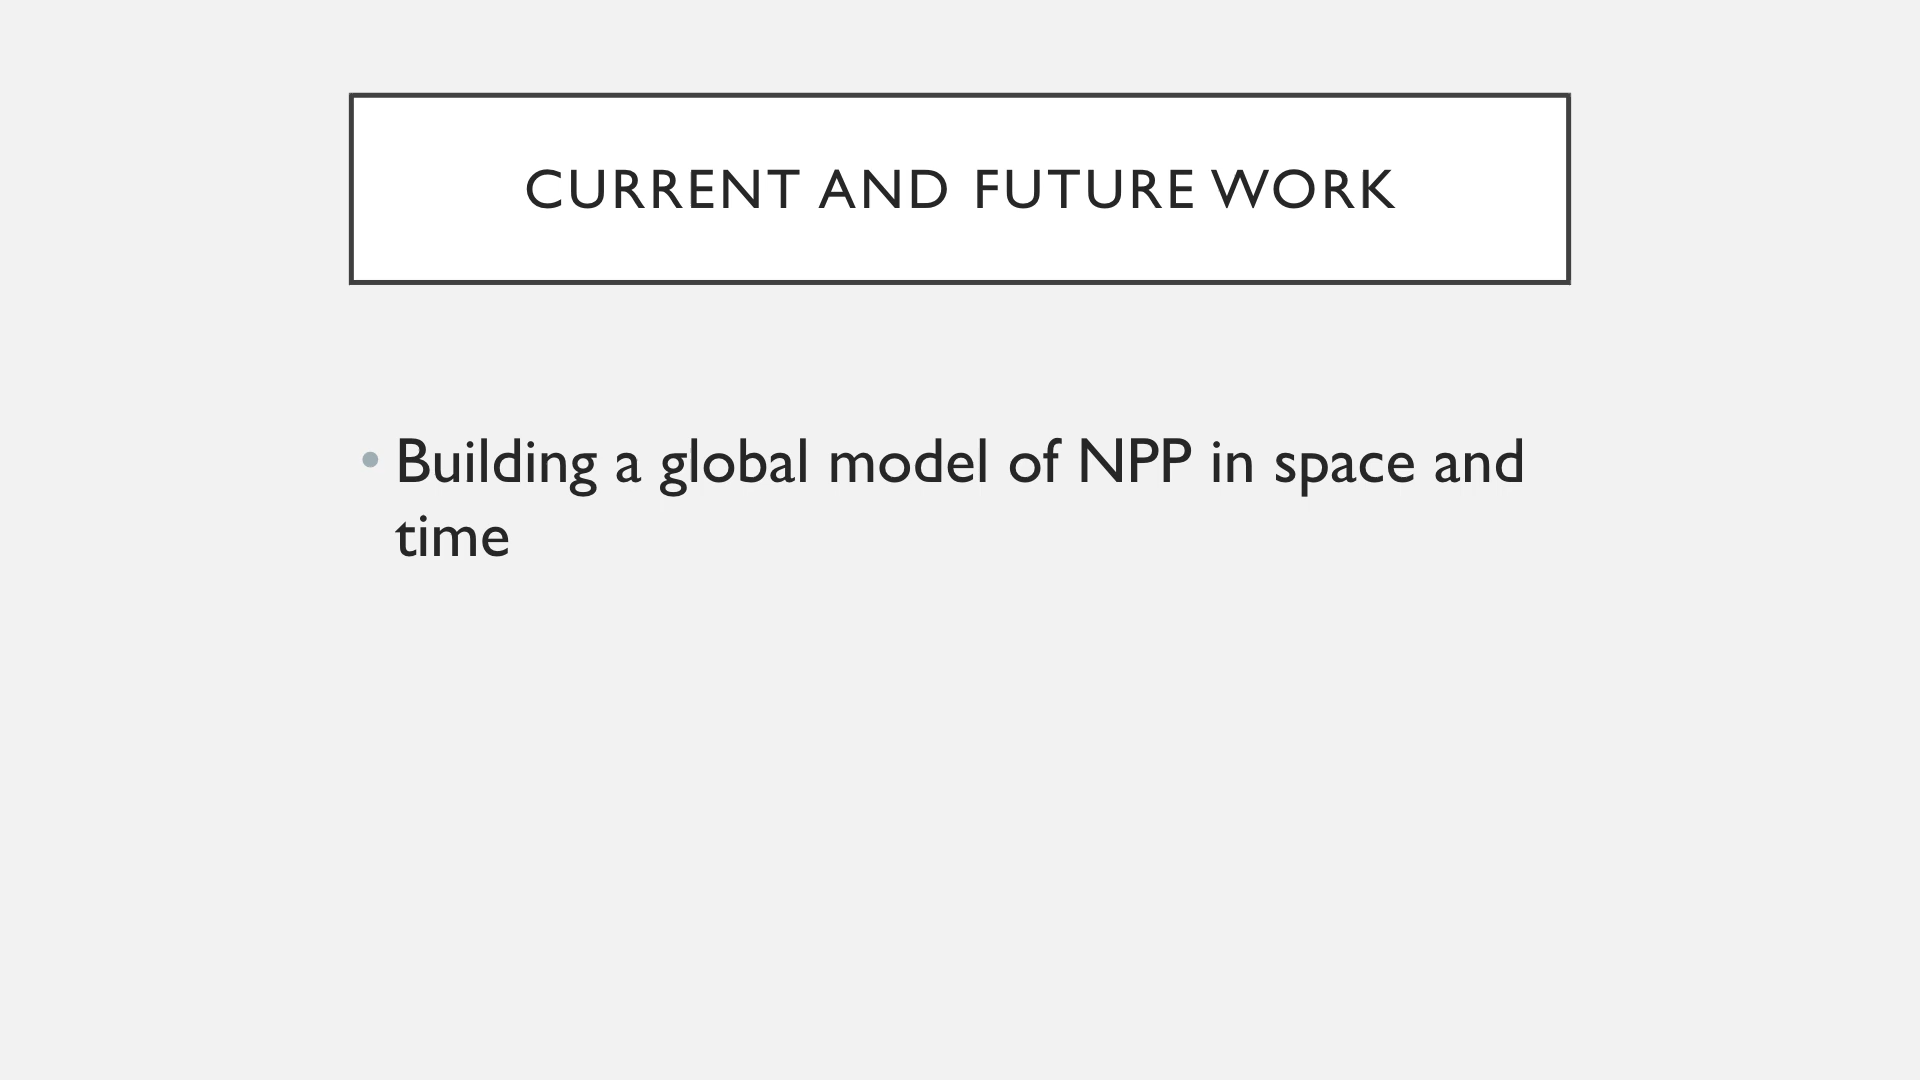 CURRENT AND FUTURE WORK
• Building a global model of NPP in space and
time